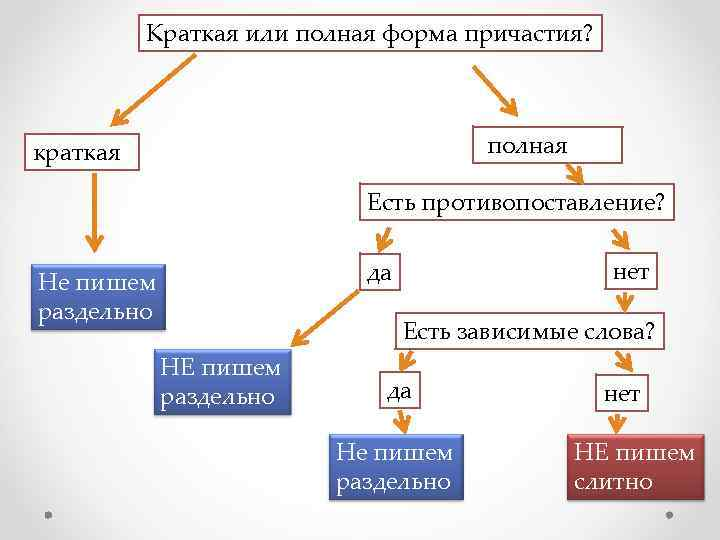 Краткая или полная форма причастия?
краткая
полная
Есть противопоставление?
да
нет
Не пишем
раздельно
Есть зависимые слова?
НЕ пишем
раздельно
да
нет
Не пишем
раздельно
НЕ пишем
слитно